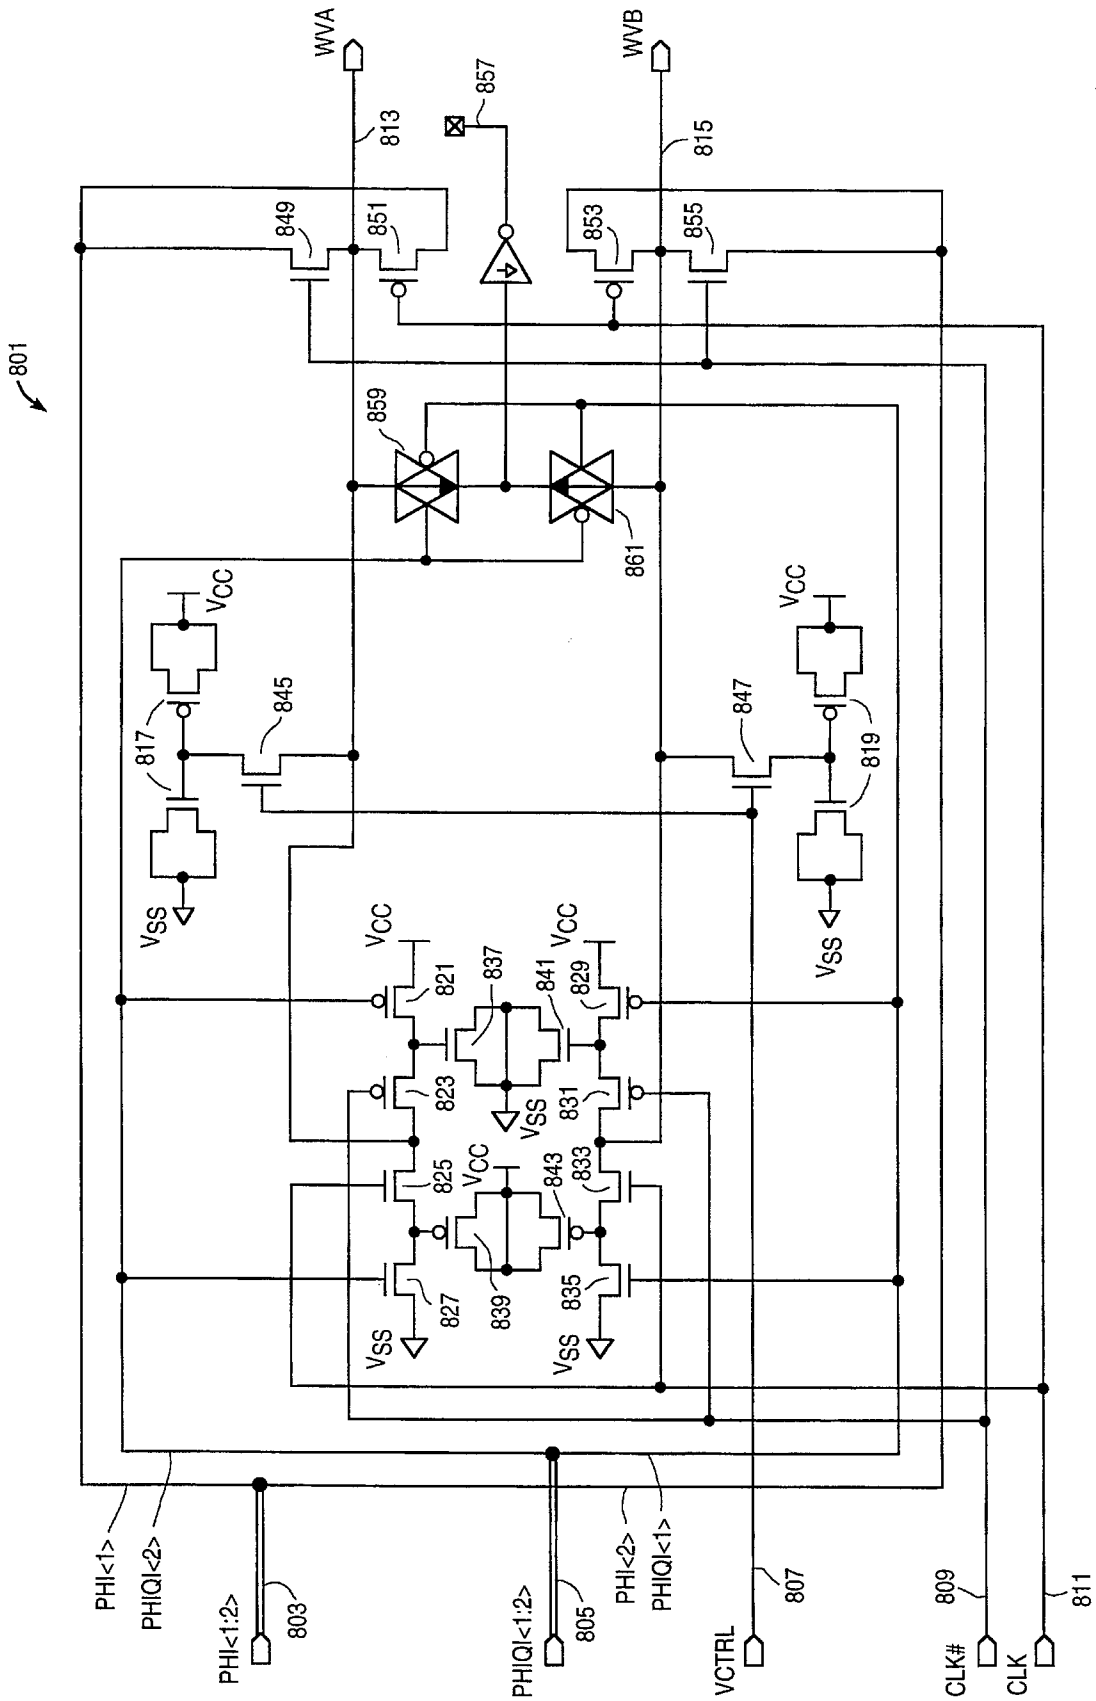 801
WVA
813
857
WVB
815
849
851
853
855
859
861
VCC
817
845
VSS
VCC
847
819
VSS
VCC
821
837
823
VSS
VCC
841
829
831
825
VCC
843
833
827
839
835
VSS
VSS
PHI<1>
PHIQI<2>
PHI<1:2>
803
PHIQI<1:2>
805
PHI<2>
PHIQI<1>
VCTRL
807
CLK#
809
CLK
811